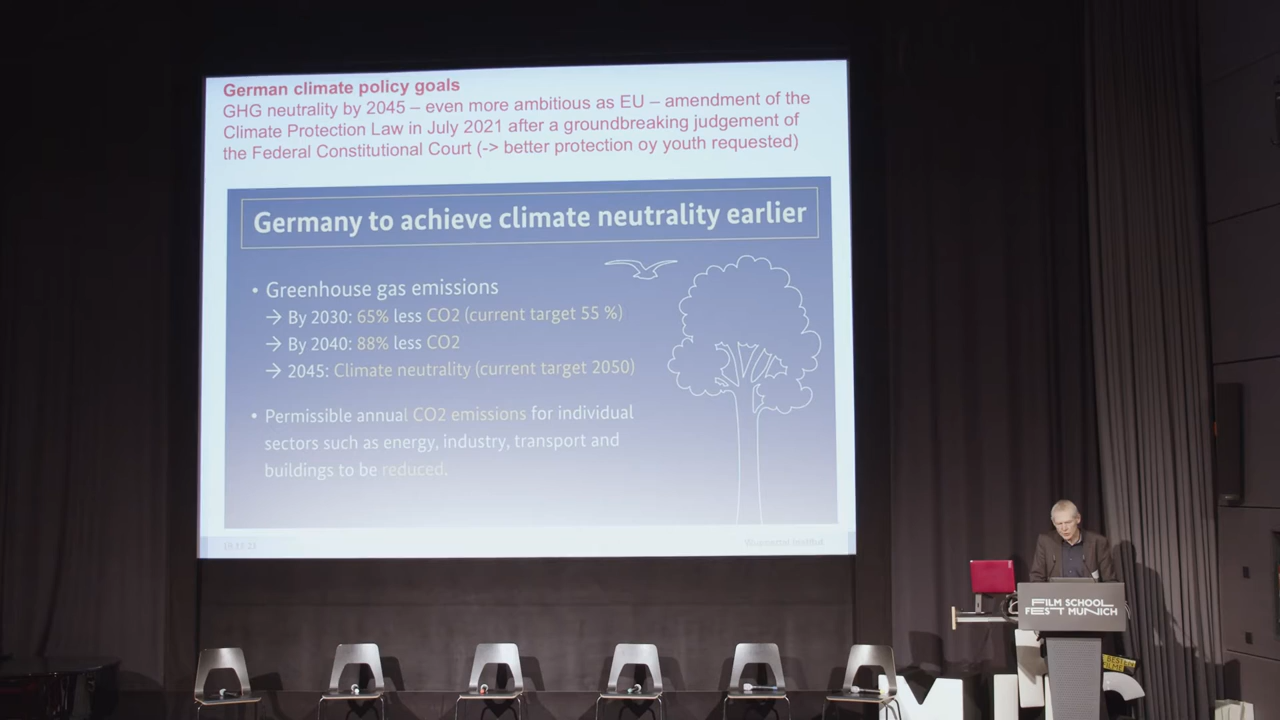 German climate policy goals
GHG neutrality by 2045 – even more ambitious as EU – amendment of the
Climate Protection Law in July 2021 after a groundbreaking judgement of
the Federal Constitutional Court (-> better protection oy youth requested)
Germany to achieve climate neutrality earlier
• Greenhouse gas emissions
→ By 2030: 65% less CO2 (current target 55 %)
→ By 2040: 88% less CO2
→ 2045: Climate neutrality (current target 2050)
• Permissible annual CO2 emissions for individual
sectors such as energy, industry, transport and
buildings to be reduced.
FILM SCHOOL
FEST MUNICH